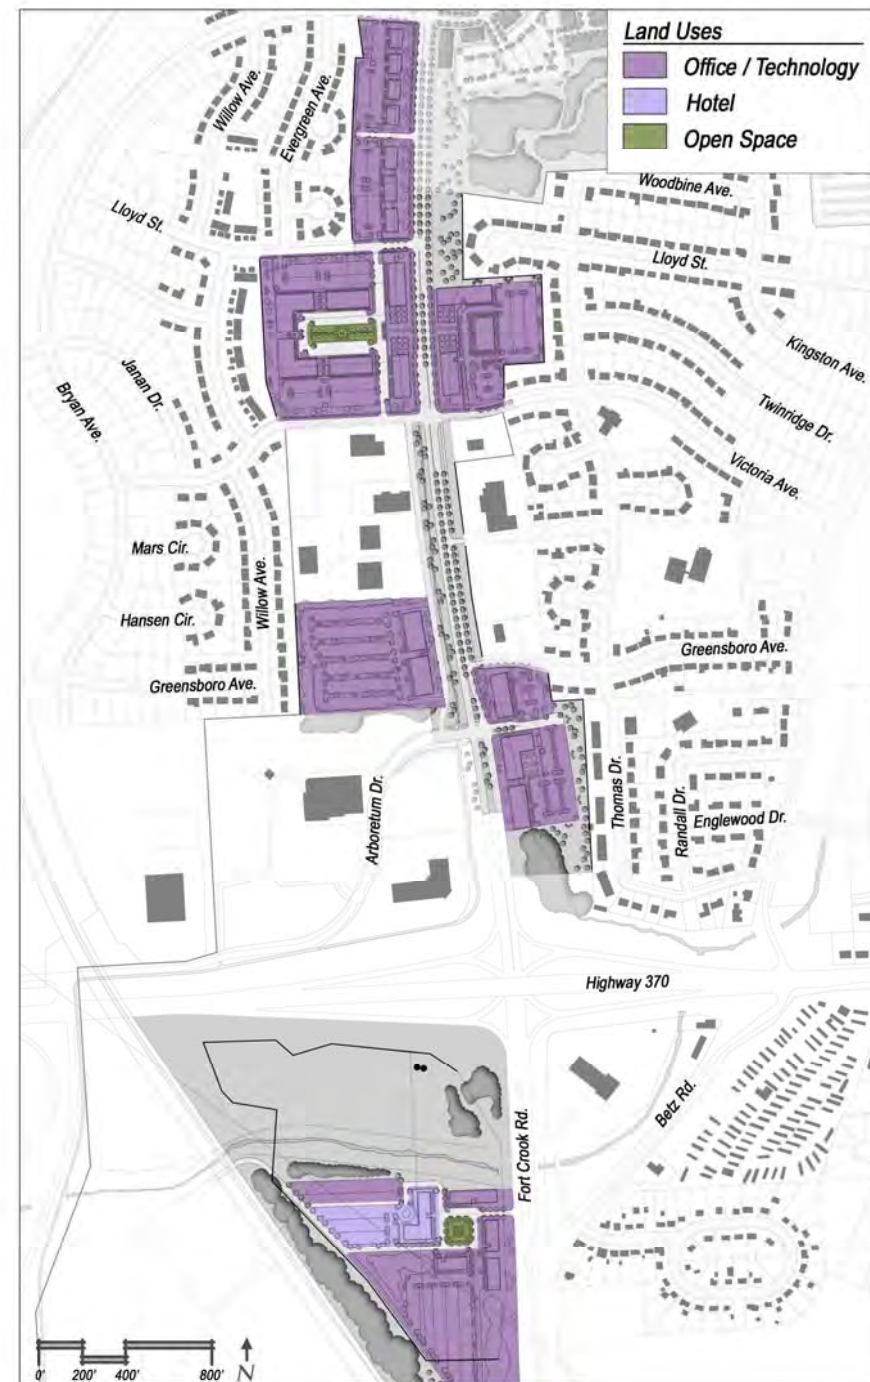 Land Uses
Office / Technology
Hotel
Open Space
Willow Ave.
Evergreen Ave.
Woodbine Ave.
Lloyd St.
Lloyd St.
Kingston Ave.
Janan Dr.
Bryan Ave.
Twinridge Dr.
Victoria Ave.
Mars Cir.
Willow Ave.
Hansen Cir.
Greensboro Ave.
Greensboro Ave.
Arboretum Dr.
Thomas Dr.
Randall Dr.
Englewood Dr.
Highway 370
Betz Rd.
Fort Crook Rd.
0' 200' 400' 800' N